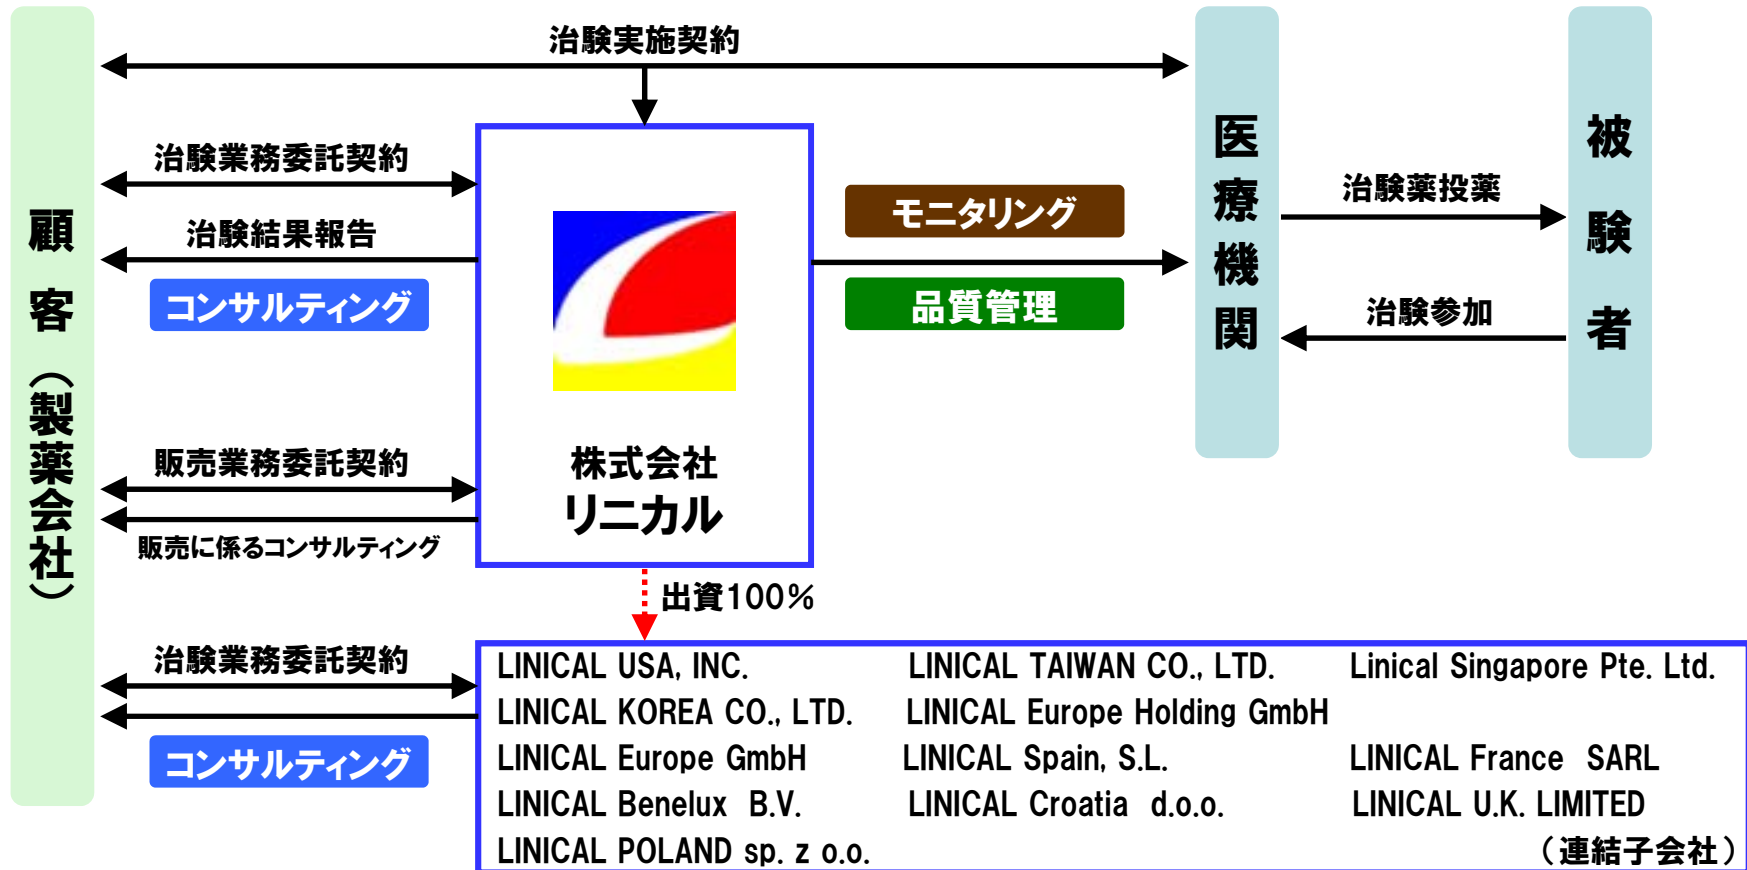 治験実施契約
顧客(製薬会社)
治験業務委託契約
治験結果報告
コンサルティング
販売業務委託契約
販売に係るコンサルティング
株式会社
リニカル
モニタリング
品質管理
医療機関
治験薬投薬
治験参加
被験者
出資100%
治験業務委託契約
コンサルティング
LINICAL USA, INC. LINICAL TAIWAN CO., LTD. Linical Singapore Pte. Ltd.
LINICAL KOREA CO., LTD. LINICAL Europe Holding GmbH
LINICAL Europe GmbH LINICAL Spain, S.L. LINICAL France SARL
LINICAL Benelux B.V. LINICAL Croatia d.o.o. LINICAL U.K. LIMITED
LINICAL POLAND sp. z o.o. (連結子会社)